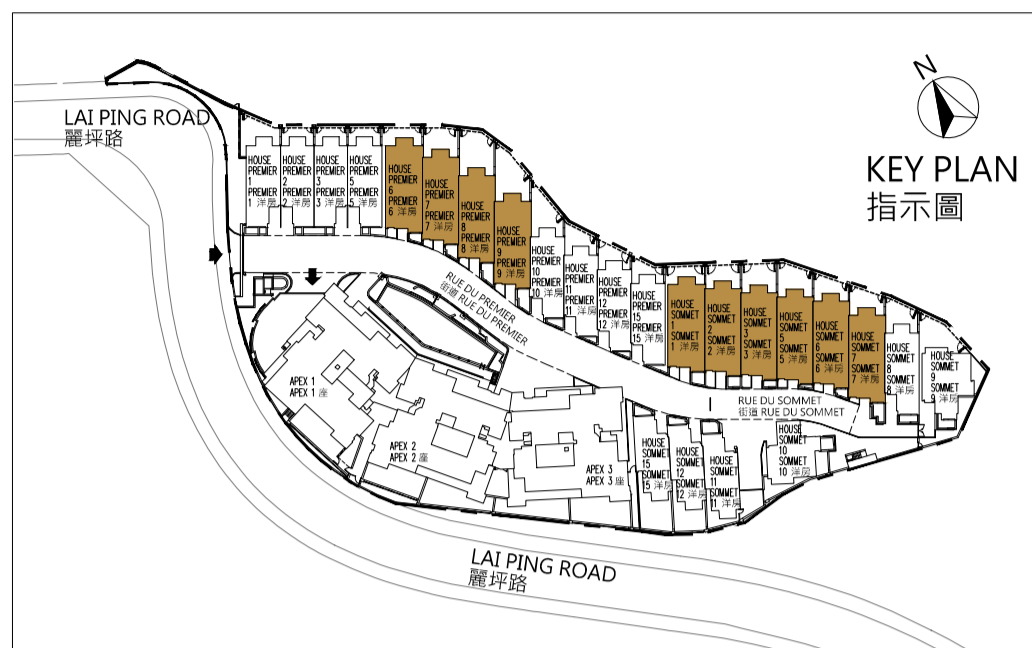 LAI PING ROAD
麗坪路
N
KEY PLAN
指示圖
HOUSE
PREMIER
1
PREMIER
1 洋房
HOUSE
PREMIER
2
PREMIER
2 洋房
HOUSE
PREMIER
3
PREMIER
3 洋房
HOUSE
PREMIER
5
PREMIER
5 洋房
HOUSE
PREMIER
6
PREMIER
6 洋房
HOUSE
PREMIER
7
PREMIER
7 洋房
HOUSE
PREMIER
8
PREMIER
8 洋房
HOUSE
PREMIER
9
PREMIER
9 洋房
HOUSE
PREMIER
10
PREMIER
10 洋房
HOUSE
PREMIER
11
PREMIER
11 洋房
HOUSE
PREMIER
12
PREMIER
12 洋房
HOUSE
PREMIER
15
PREMIER
15 洋房
HOUSE
SOMMET
1
SOMMET
1 洋房
HOUSE
SOMMET
2
SOMMET
2 洋房
HOUSE
SOMMET
3
SOMMET
3 洋房
HOUSE
SOMMET
5
SOMMET
5 洋房
HOUSE
SOMMET
6
SOMMET
6 洋房
HOUSE
SOMMET
7
SOMMET
7 洋房
HOUSE
SOMMET
8
SOMMET
8 洋房
HOUSE
SOMMET
9
SOMMET
9 洋房
RUE DU PREMIER
街道 RUE DU PREMIER
RUE DU SOMMET
街道 RUE DU SOMMET
APEX 1
APEX 1 座
APEX 2
APEX 2 座
APEX 3
APEX 3 座
HOUSE
SOMMET
15
SOMMET
15 洋房
HOUSE
SOMMET
12
SOMMET
12 洋房
HOUSE
SOMMET
11
SOMMET
11 洋房
HOUSE
SOMMET
10
SOMMET
10 洋房
LAI PING ROAD
麗坪路